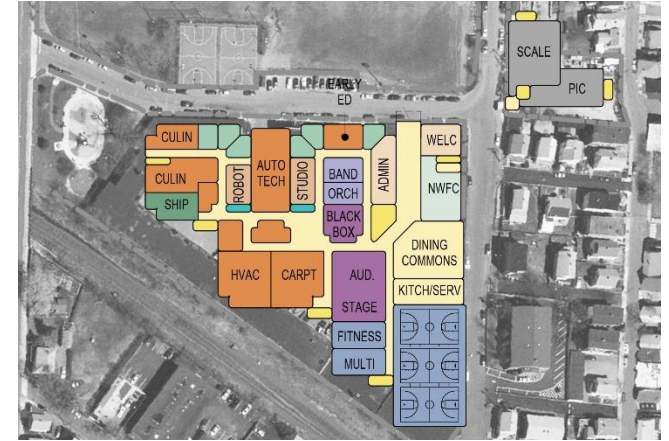 SCALE
PIC
EARLY
ED
CULIN
AUTO
TECH
WELC
CULIN
ROBOT
STUDIO
BAND
ORCH
ADMIN
NWFC
SHIP
BLACK
BOX
DINING
COMMONS
HVAC
CARPT
AUD.
STAGE
KITCH/SERV
FITNESS
MULTI